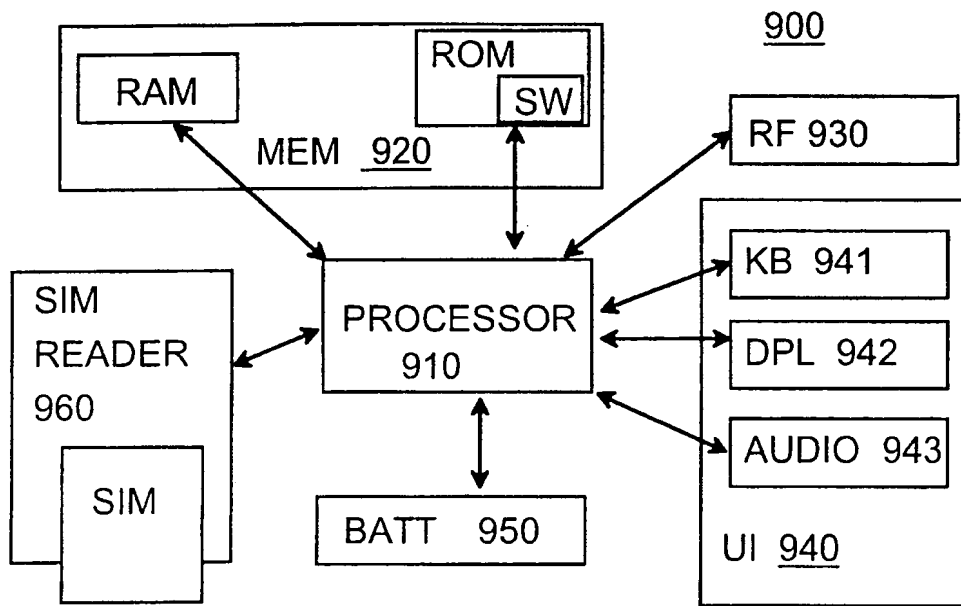 900
ROM
RAM
SW
MEM 920
RF 930
KB 941
SIM
READER
960
PROCESSOR
910
DPL 942
AUDIO 943
SIM
BATT 950
UI 940